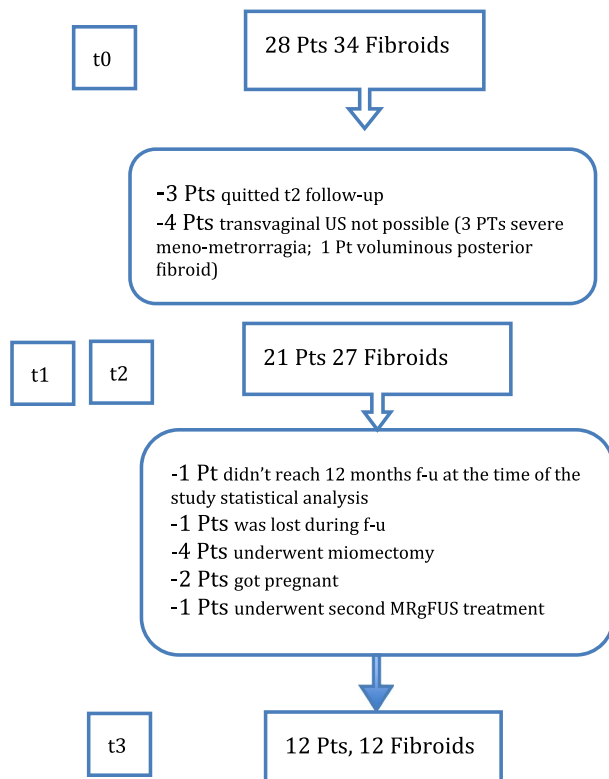 t0
28 Pts 34 Fibroids
-3 Pts quitted t2 follow-up
-4 Pts transvaginal US not possible (3 PTs severe
meno-metrorragia; 1 Pt voluminous posterior
fibroid)
t1
t2
21 Pts 27 Fibroids
-1 Pt didn't reach 12 months f-u at the time of the
study statistical analysis
-1 Pts was lost during f-u
-4 Pts underwent miomectomy
-2 Pts got pregnant
-1 Pts underwent second MRgFUS treatment
t3
12 Pts, 12 Fibroids